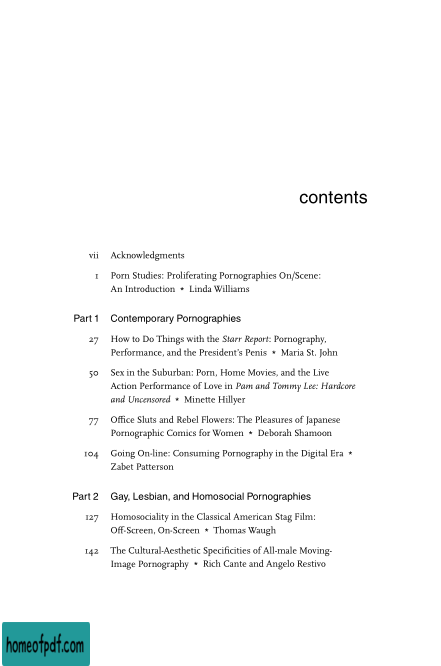 contents
vii Acknowledgments
1 Porn Studies: Proliferating Pornographies On/Scene:
An Introduction * Linda Williams
Part 1 Contemporary Pornographies
27 How to Do Things with the Starr Report: Pornography,
Performance, and the President's Penis * Maria St. John
50 Sex in the Suburban: Porn, Home Movies, and the Live
Action Performance of Love in Pam and Tommy Lee: Hardcore
and Uncensored * Minette Hillyer
77 Office Sluts and Rebel Flowers: The Pleasures of Japanese
Pornographic Comics for Women * Deborah Shamoon
104 Going On-line: Consuming Pornography in the Digital Era *
Zabet Patterson
Part 2 Gay, Lesbian, and Homosocial Pornographies
127 Homosociality in the Classical American Stag Film:
Off-Screen, On-Screen * Thomas Waugh
142 The Cultural-Aesthetic Specificities of All-male Moving-
Image Pornography * Rich Cante and Angelo Restivo
homeofpdf.com